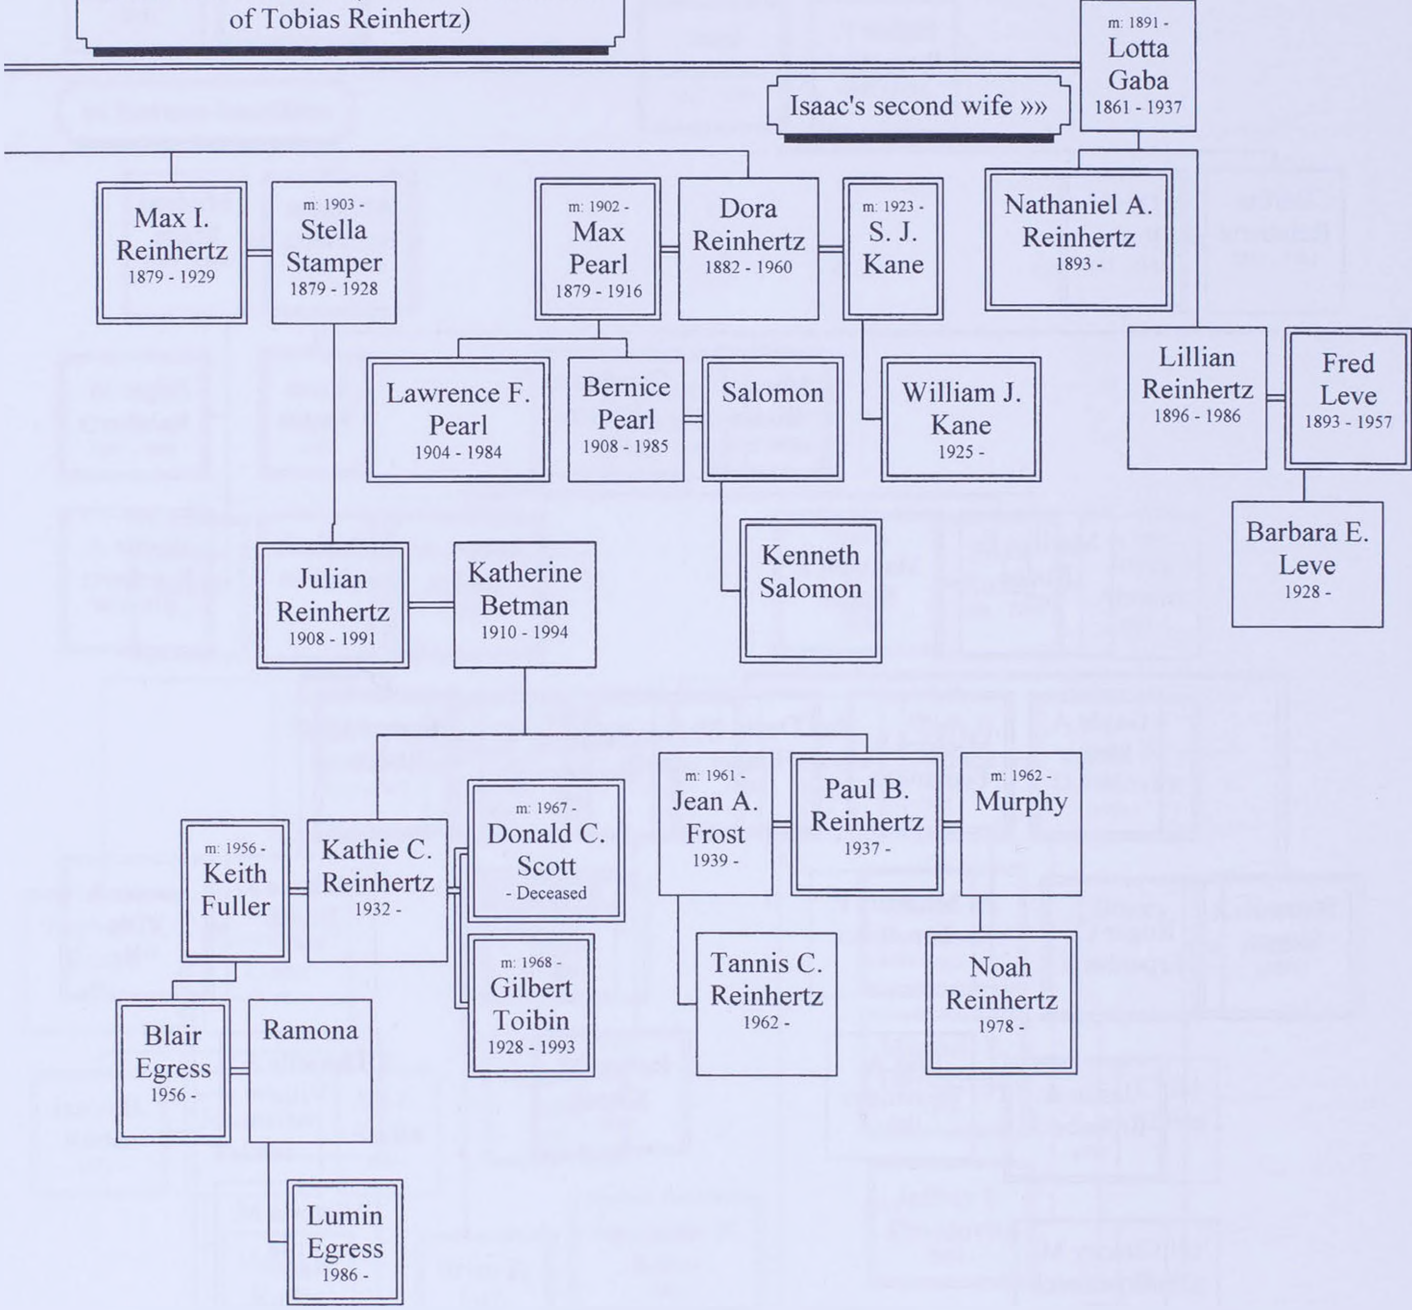 of Tobias Reinhertz)
m: 1891 -
Lotta
Gaba
1861 - 1937
Isaac's second wife »»
Max I.
Reinhertz
1879 - 1929
m: 1903 -
Stella
Stamper
1879 - 1928
m: 1902 -
Max
Pearl
1879 - 1916
Dora
Reinhertz
1882 - 1960
m: 1923 -
S. J.
Kane
Nathaniel A.
Reinhertz
1893 -
Lawrence F.
Pearl
1904 - 1984
Bernice
Pearl
1908 - 1985
Salomon
William J.
Kane
1925 -
Lillian
Reinhertz
1896 - 1986
Fred
Leve
1893 - 1957
Kenneth
Salomon
Barbara E.
Leve
1928 -
Julian
Reinhertz
1908 - 1991
Katherine
Betman
1910 - 1994
m: 1956 -
Keith
Fuller
Kathie C.
Reinhertz
1932 -
m: 1967 -
Donald C.
Scott
- Deceased
m: 1961 -
Jean A.
Frost
1939 -
Paul B.
Reinhertz
1937 -
m: 1962 -
Murphy
m: 1968 -
Gilbert
Toibin
1928 - 1993
Tannis C.
Reinhertz
1962 -
Noah
Reinhertz
1978 -
Blair
Egress
1956 -
Ramona
Lumin
Egress
1986 -